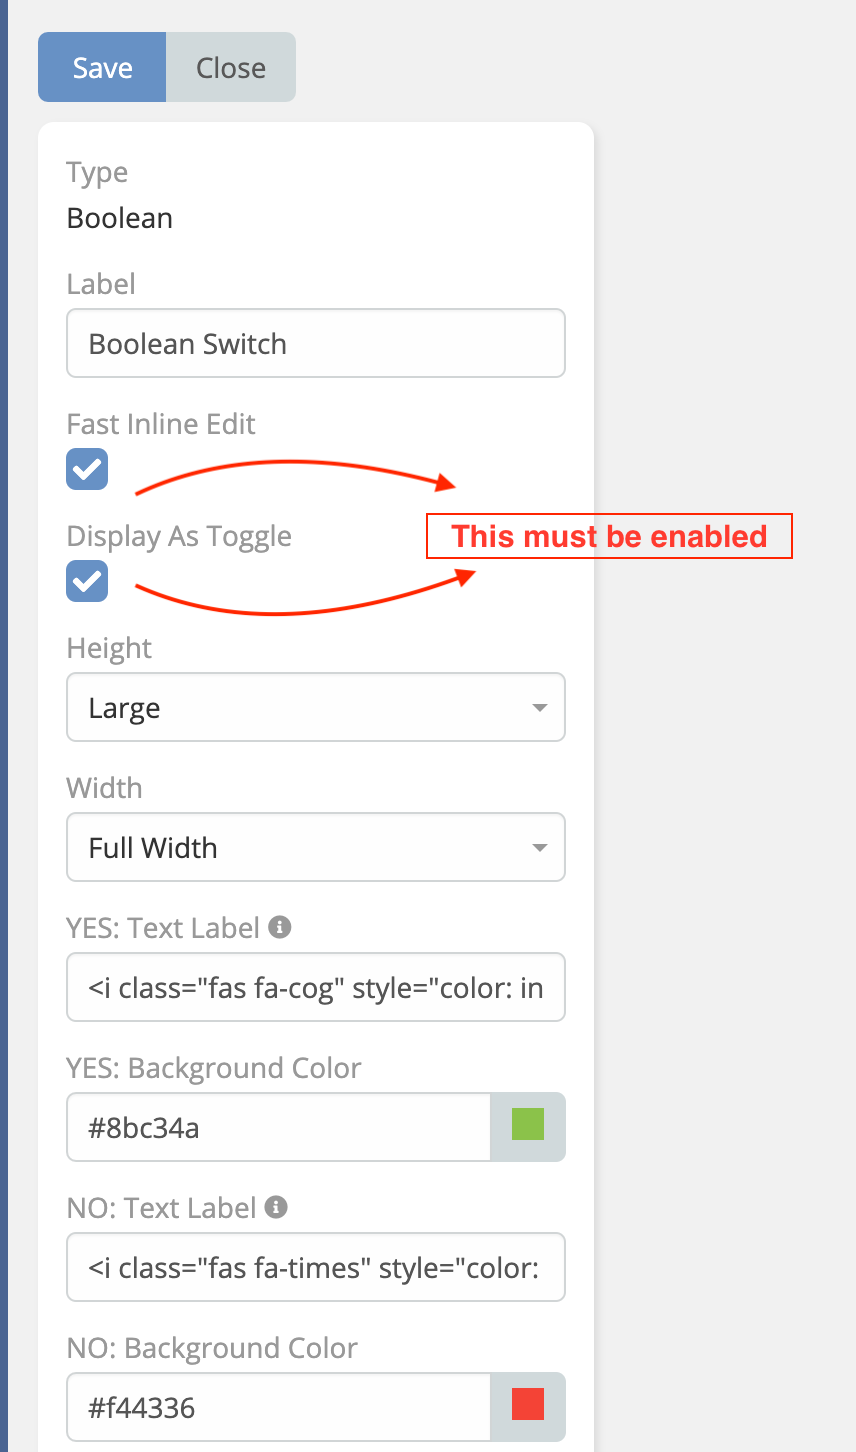 Save Close
Type
Boolean
Label
Boolean Switch
Fast Inline Edit
Display As Toggle
This must be enabled
Height
Large
Width
Full Width
YES: Text Label
<i class="fas fa-cog" style="color: in
YES: Background Color
#8bc34a
NO: Text Label
<i class="fas fa-times" style="color:
NO: Background Color
#f44336